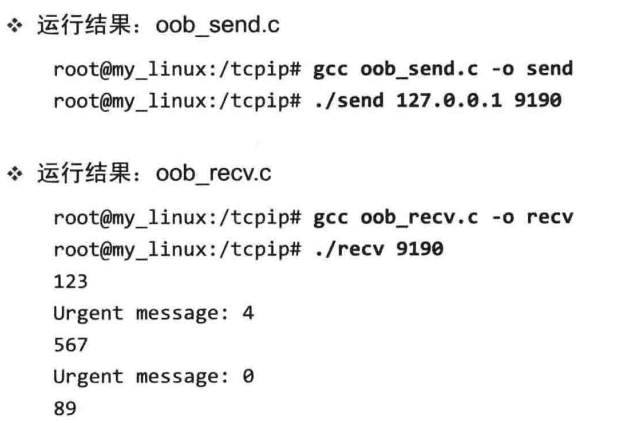 ❖ 运行结果：oob_send.c
root@my_linux:/tcpip# gcc oob_send.c -o send
root@my_linux:/tcpip# ./send 127.0.0.1 9190
❖ 运行结果：oob_recv.c
root@my_linux:/tcpip# gcc oob_recv.c -o recv
root@my_linux:/tcpip# ./recv 9190
123
Urgent message: 4
567
Urgent message: 0
89